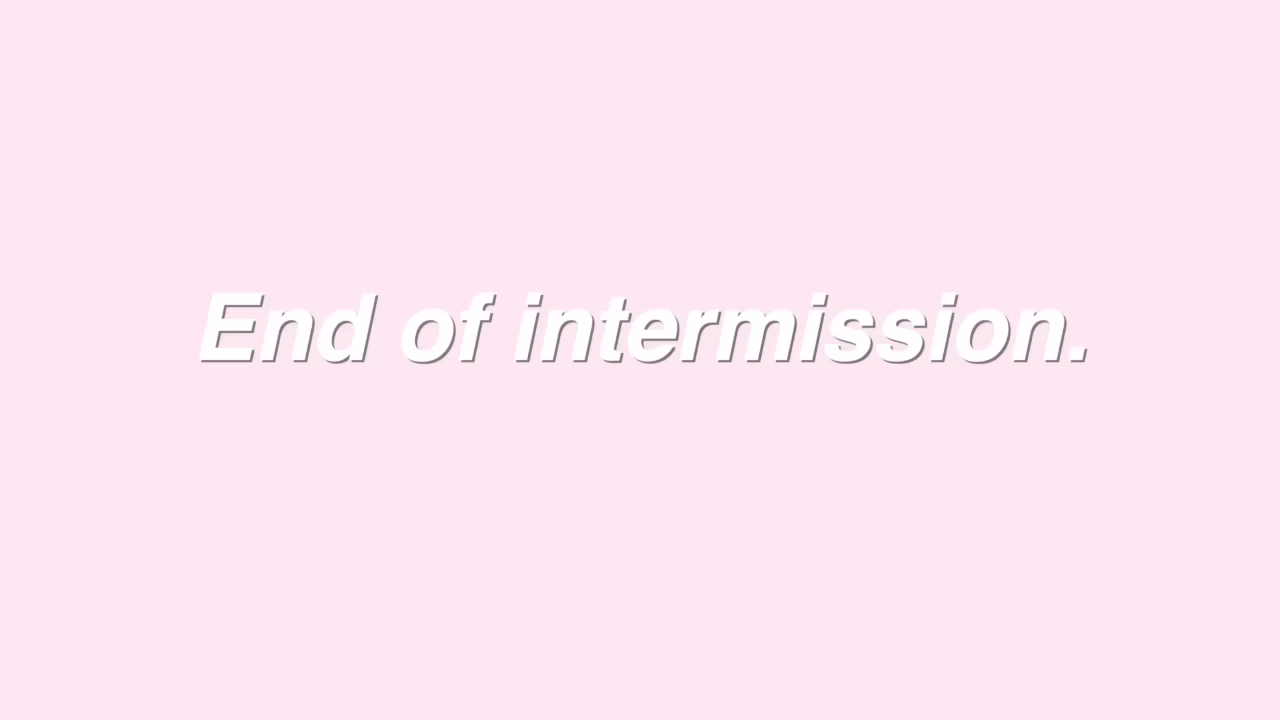 End of intermission.